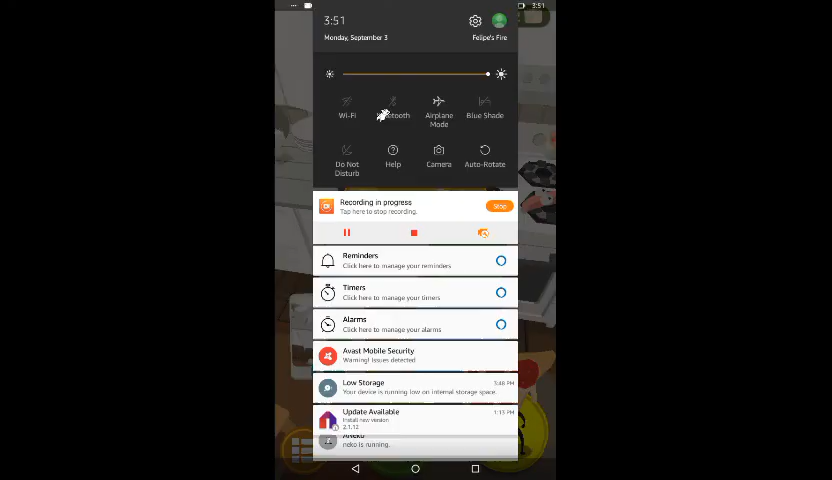 3:51
3:51
Monday, September 3
Felipe's Fire
Wi-Fi
Airplane
Mode
Blue Shade
Do Not
Disturb
Help
Camera
Auto-Rotate
Recording in progress
Tap here to stop recording.
Stop
Reminders
Click here to manage your reminders
Timers
Click here to manage your timers
Alarms
Click here to manage your alarms
Avast Mobile Security
Warning! Issues detected
Low Storage
3:48 PM
Your device is running low on internal storage space.
Update Available
1:13 PM
Install new version
2.1.12
neko is running.